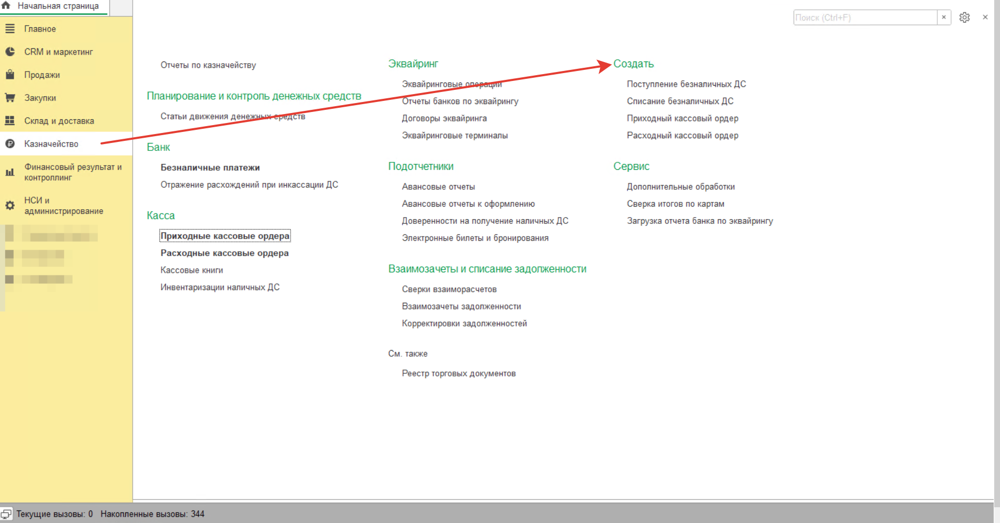 Начальная страница
Поиск (Ctrl+F)
Главное
CRM и маркетинг
Продажи
Закупки
Склад и доставка
Казначейство
Финансовый результат и
контроллинг
НСИ и
администрирование
Отчеты по казначейству
Планирование и контроль денежных средств
Статьи движения денежных средств
Банк
Безналичные платежи
Отражение расхождений при инкассации ДС
Касса
Приходные кассовые ордера
Расходные кассовые ордера
Кассовые книги
Инвентаризации наличных ДС
Эквайринг
Эквайринговые операции
Отчеты банков по эквайрингу
Договоры эквайринга
Эквайринговые терминалы
Подотчетники
Авансовые отчеты
Авансовые отчеты к оформлению
Доверенности на получение наличных ДС
Электронные билеты и бронирования
Взаимозачеты и списание задолженности
Сверки взаиморасчетов
Взаимозачеты задолженности
Корректировки задолженностей
См. также
Реестр торговых документов
Создать
Поступление безналичных ДС
Списание безналичных ДС
Приходный кассовый ордер
Расходный кассовый ордер
Сервис
Дополнительные обработки
Сверка итогов по картам
Загрузка отчета банка по эквайрингу
Текущие вызовы: 0 Накопленные вызовы: 344